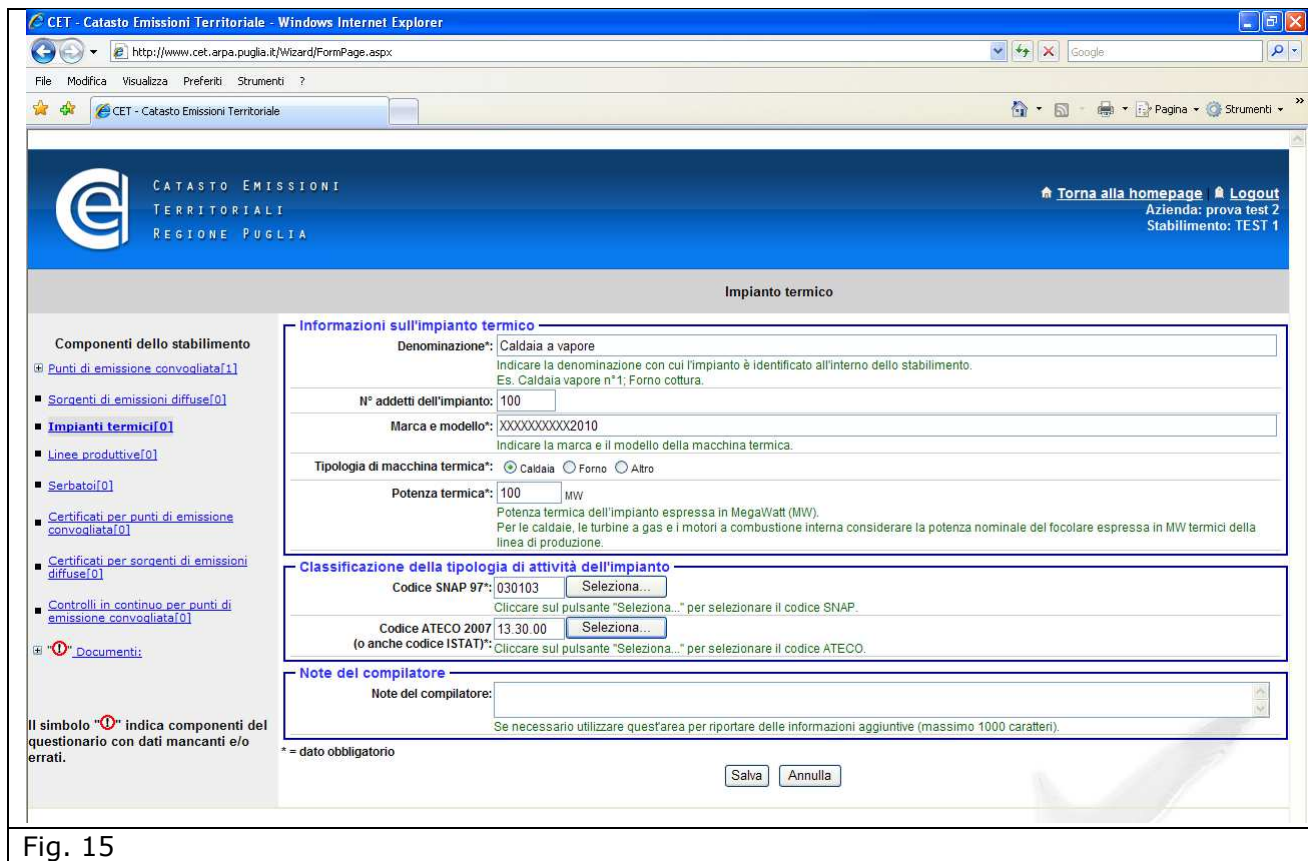 CET - Catasto Emissioni Territoriale - Windows Internet Explorer
http://www.cet.arpa.puglia.it/Wizard/FormPage.aspx
Google
File Modifica Visualizza Preferiti Strumenti ?
CET - Catasto Emissioni Territoriale
Pagina Strumenti »
CATASTO EMISSIONI
TERRITORIALI
REGIONE PUGLIA
Torna alla homepage | Logout
Azienda: prova test 2
Stabilimento: TEST 1
Impianto termico
Componenti dello stabilimento
Punti di emissione convogliata[1]
Sorgenti di emissioni diffuse[0]
Impianti termici[0]
Linee produttive[0]
Serbatoi[0]
Certificati per punti di emissione
convogliata[0]
Certificati per sorgenti di emissioni
diffuse[0]
Controlli in continuo per punti di
emissione convogliata[0]
"!" Documenti:
Il simbolo "!" indica componenti del
questionario con dati mancanti e/o
errati.
Informazioni sull'impianto termico
Denominazione*: Caldaia a vapore
Indicare la denominazione con cui l'impianto è identificato all'interno dello stabilimento.
Es. Caldaia vapore n°1; Forno cottura.
N° addetti dell'impianto: 100
Marca e modello*: XXXXXXXXXX2010
Indicare la marca e il modello della macchina termica.
Tipologia di macchina termica*: Caldaia Forno Altro
Potenza termica*: 100 MW
Potenza termica dell'impianto espressa in MegaWatt (MW).
Per le caldaie, le turbine a gas e i motori a combustione interna considerare la potenza nominale del focolare espressa in MW termici della
linea di produzione.
Classificazione della tipologia di attività dell'impianto
Codice SNAP 97*: 030103 Seleziona...
Cliccare sul pulsante "Seleziona..." per selezionare il codice SNAP.
Codice ATECO 2007 13.30.00 Seleziona...
(o anche codice ISTAT)*: Cliccare sul pulsante "Seleziona..." per selezionare il codice ATECO.
Note del compilatore
Note del compilatore:
Se necessario utilizzare quest'area per riportare delle informazioni aggiuntive (massimo 1000 caratteri).
* = dato obbligatorio
Salva Annulla
Fig. 15